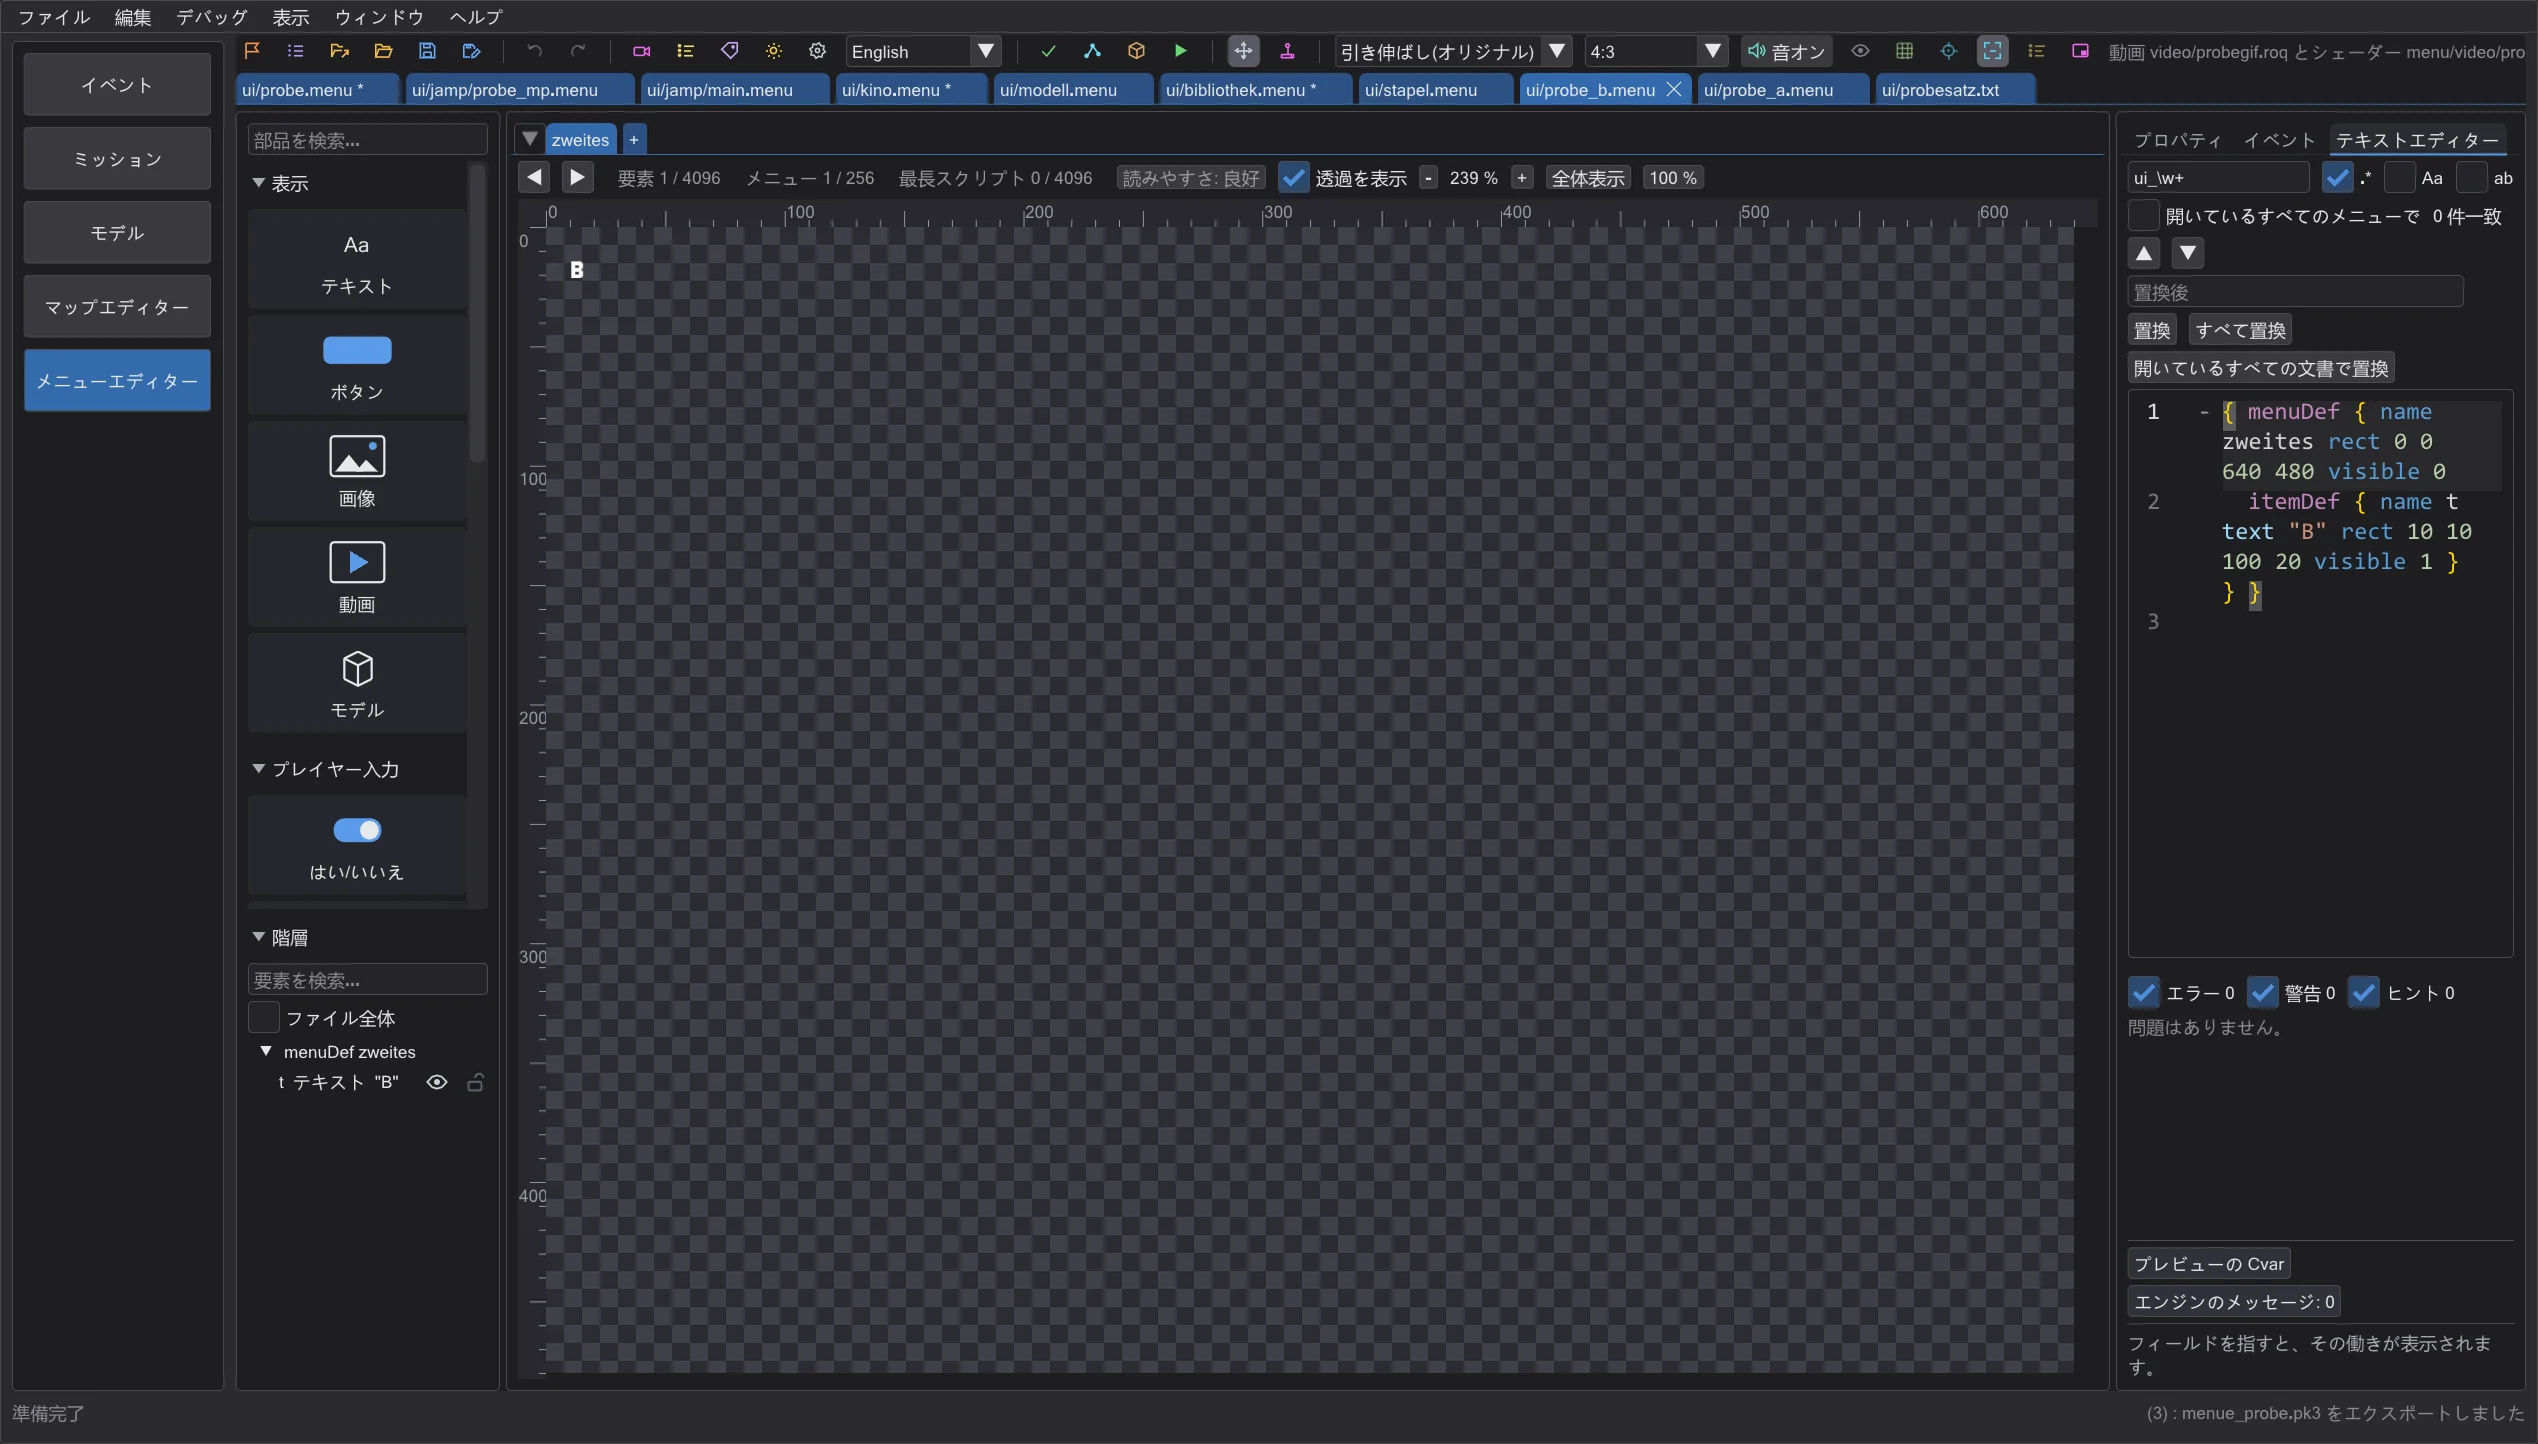 ファイル 編集 デバッグ 表示 ウィンドウ ヘルプ
English 引き伸ばし(オリジナル) 4:3 音オン 動画 video/probegif.roq とシェーダー menu/video/pro
ui/probe.menu * ui/jamp/probe_mp.menu ui/jamp/main.menu ui/kino.menu * ui/modell.menu ui/bibliothek.menu * ui/stapel.menu ui/probe_b.menu ui/probe_a.menu ui/probesatz.txt
イベント
ミッション
モデル
マップエディター
メニューエディター
部品を検索...
表示
Aa
テキスト
ボタン
画像
動画
モデル
プレイヤー入力
はい/いいえ
階層
要素を検索...
ファイル全体
menuDef zweites
t テキスト "B"
zweites +
要素 1 / 4096 メニュー 1 / 256 最長スクリプト 0 / 4096 読みやすさ: 良好 透過を表示 - 239 % + 全体表示 100 %
0 100 200 300 400 500 600
0
B
100
200
300
400
プロパティ イベント テキストエディター
ui_\w+ .* Aa ab
開いているすべてのメニューで 0 件一致
置換後
置換 すべて置換
開いているすべての文書で置換
1 - { menuDef { name
zweites rect 0 0
640 480 visible 0
2 itemDef { name t
text "B" rect 10 10
100 20 visible 1 }
} }
3
エラー 0 警告 0 ヒント 0
問題はありません。
プレビューの Cvar
エンジンのメッセージ: 0
フィールドを指すと、その働きが表示されま
す。
準備完了 (3) : menue_probe.pk3 をエクスポートしました